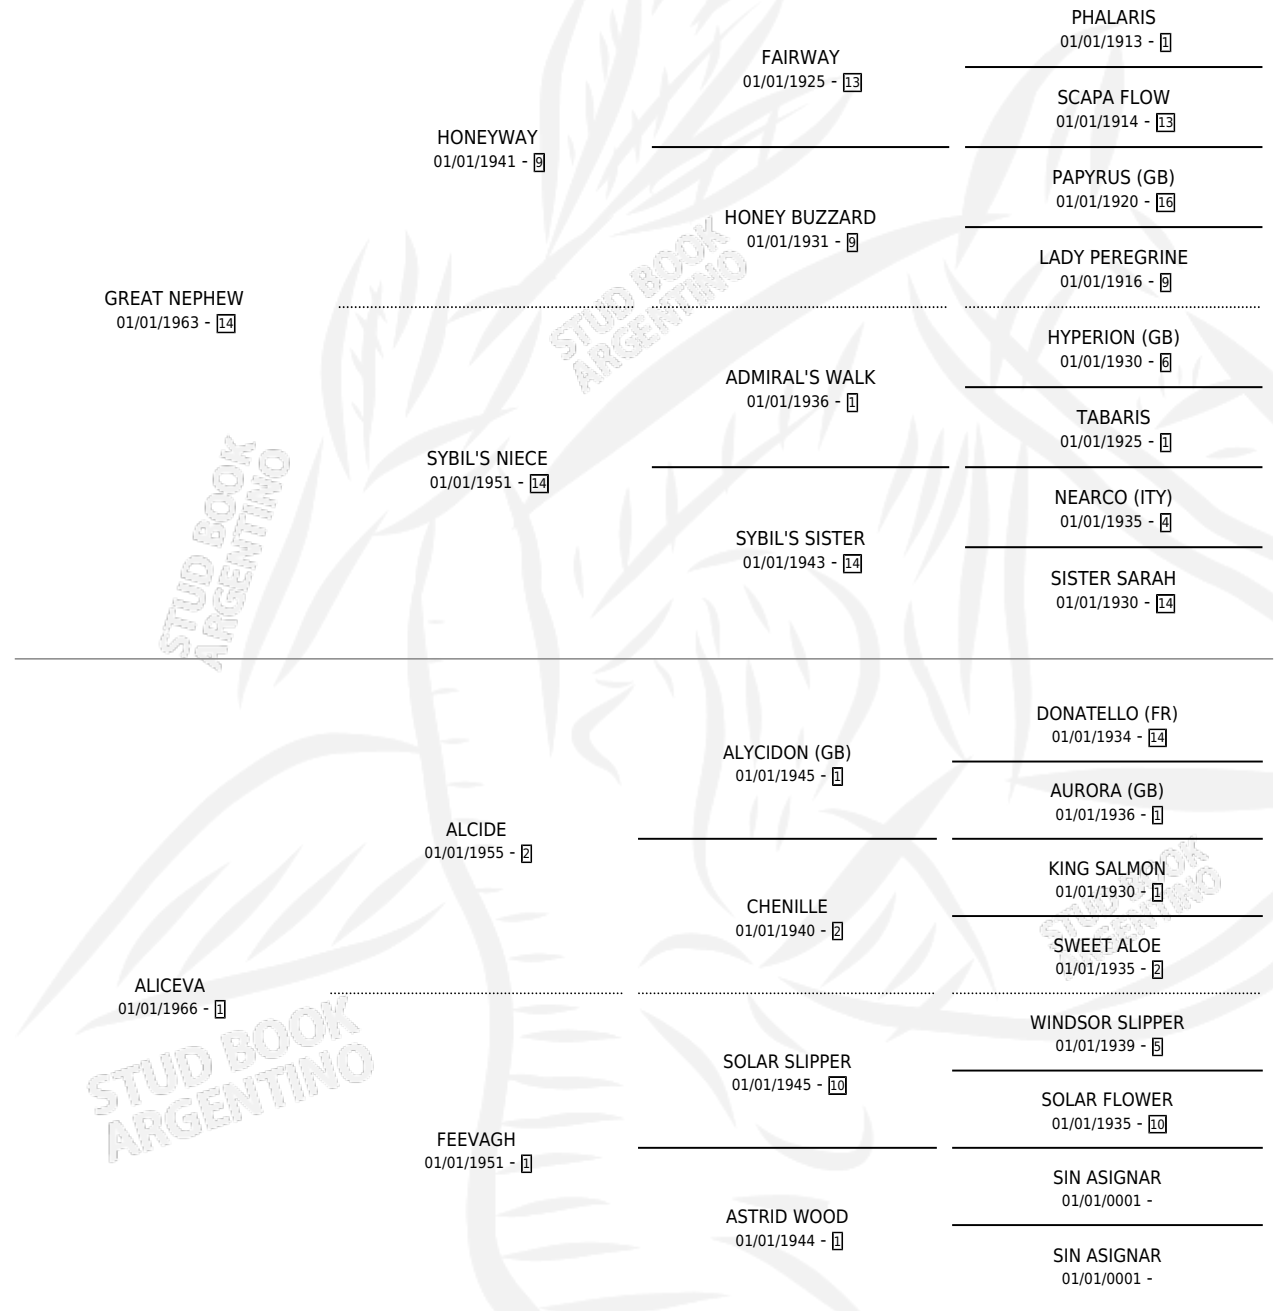 PHALARIS
01/01/1913 - 1
FAIRWAY
01/01/1925 - 13
SCAPA FLOW
01/01/1914 - 13
HONEYWAY
01/01/1941 - 9
PAPYRUS (GB)
01/01/1920 - 16
HONEY BUZZARD
01/01/1931 - 9
LADY PEREGRINE
01/01/1916 - 9
GREAT NEPHEW
01/01/1963 - 14
STUD BOOK
ARGENTINO
HYPERION (GB)
01/01/1930 - 6
ADMIRAL'S WALK
01/01/1936 - 1
TABARIS
01/01/1925 - 1
SYBIL'S NIECE
01/01/1951 - 14
NEARCO (ITY)
01/01/1935 - 4
SYBIL'S SISTER
01/01/1943 - 14
SISTER SARAH
01/01/1930 - 14
STUD BOOK
ARGENTINO
DONATELLO (FR)
01/01/1934 - 14
ALYCIDON (GB)
01/01/1945 - 1
AURORA (GB)
01/01/1936 - 1
ALCIDE
01/01/1955 - 2
KING SALMON
01/01/1930 - 1
CHENILLE
01/01/1940 - 2
STUD BOOK
ARGENTINO
SWEET ALOE
01/01/1935 - 2
ALICEVA
01/01/1966 - 1
WINDSOR SLIPPER
01/01/1939 - 5
STUD BOOK
ARGENTINO
SOLAR SLIPPER
01/01/1945 - 10
SOLAR FLOWER
01/01/1935 - 10
FEEVAGH
01/01/1951 - 1
SIN ASIGNAR
01/01/0001 -
ASTRID WOOD
01/01/1944 - 1
SIN ASIGNAR
01/01/0001 -